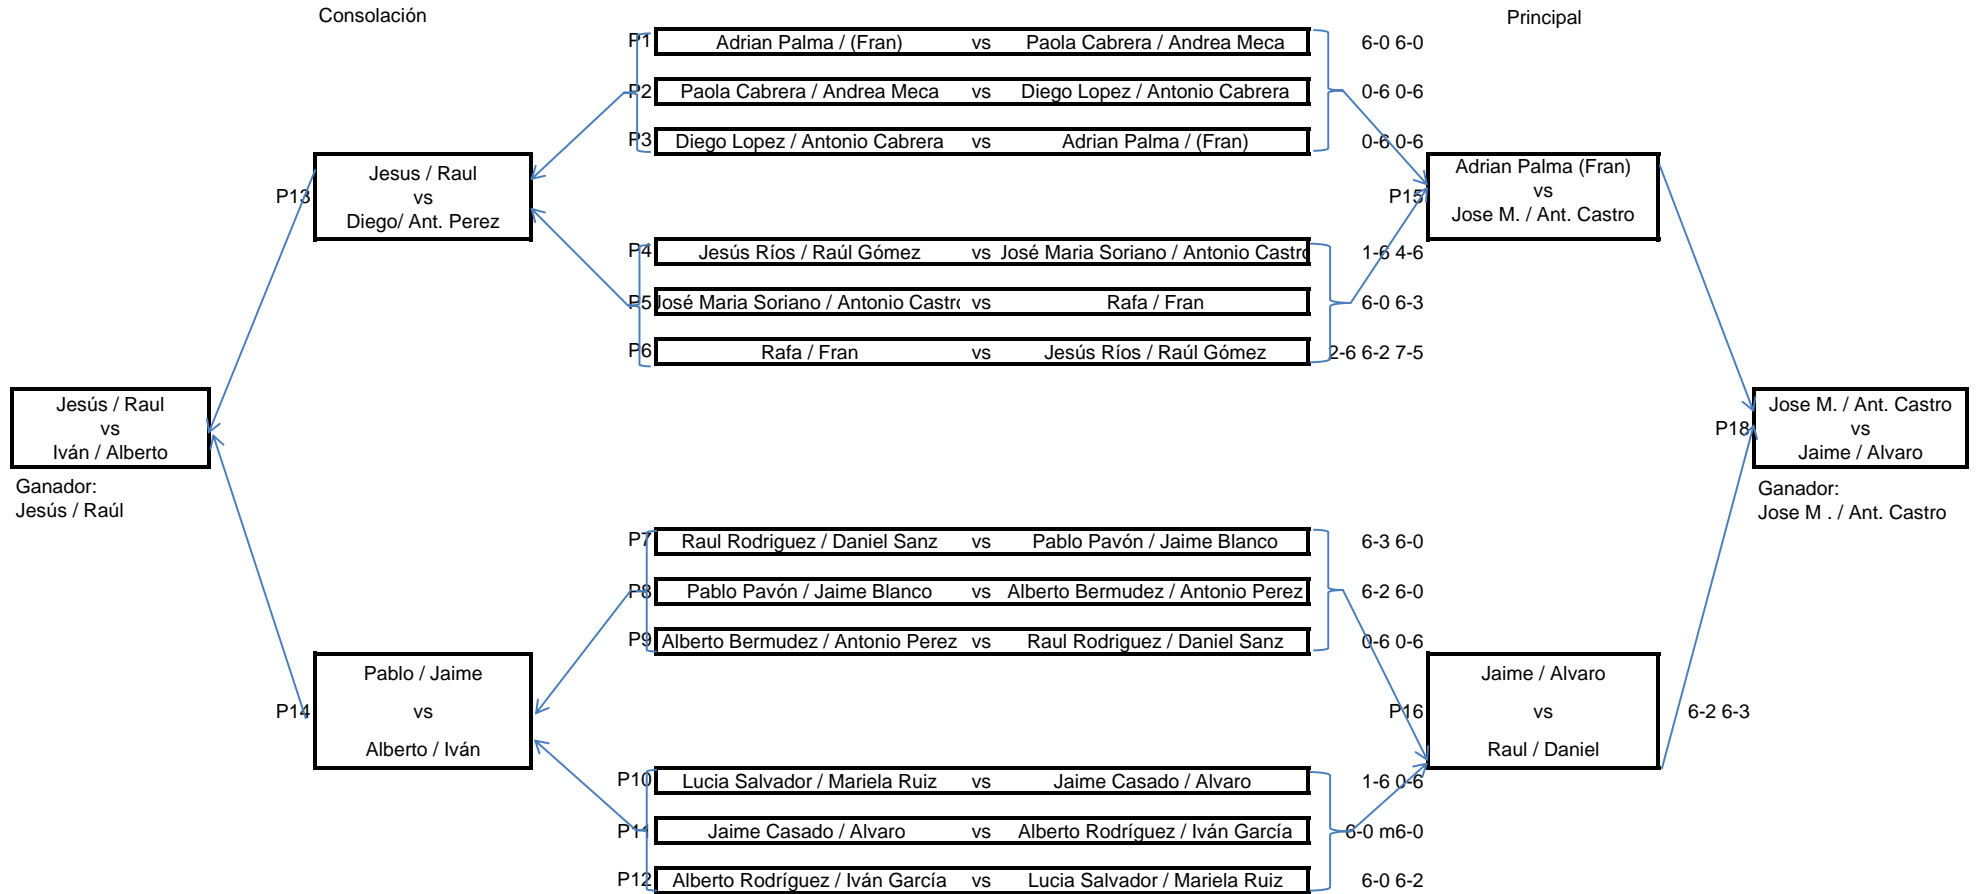 Consolación
Principal
P1 Adrian Palma / (Fran) vs Paola Cabrera / Andrea Meca 6-0 6-0
P2 Paola Cabrera / Andrea Meca vs Diego Lopez / Antonio Cabrera 0-6 0-6
P3 Diego Lopez / Antonio Cabrera vs Adrian Palma / (Fran) 0-6 0-6
P13
Jesus / Raul
vs
Diego/ Ant. Perez
P15
Adrian Palma (Fran)
vs
Jose M. / Ant. Castro
P4 Jesús Ríos / Raúl Gómez vs José Maria Soriano / Antonio Castro 1-6 4-6
P5 José Maria Soriano / Antonio Castro vs Rafa / Fran 6-0 6-3
P6 Rafa / Fran vs Jesús Ríos / Raúl Gómez 2-6 6-2 7-5
Jesús / Raul
vs
Iván / Alberto
Ganador:
Jesús / Raúl
P18
Jose M. / Ant. Castro
vs
Jaime / Alvaro
Ganador:
Jose M . / Ant. Castro
P7 Raul Rodriguez / Daniel Sanz vs Pablo Pavón / Jaime Blanco 6-3 6-0
P8 Pablo Pavón / Jaime Blanco vs Alberto Bermudez / Antonio Perez 6-2 6-0
P9 Alberto Bermudez / Antonio Perez vs Raul Rodriguez / Daniel Sanz 0-6 0-6
P14
Pablo / Jaime
vs
Alberto / Iván
P16
Jaime / Alvaro
vs
Raul / Daniel
6-2 6-3
P10 Lucia Salvador / Mariela Ruiz vs Jaime Casado / Alvaro 1-6 0-6
P11 Jaime Casado / Alvaro vs Alberto Rodríguez / Iván García 6-0 m6-0
P12 Alberto Rodríguez / Iván García vs Lucia Salvador / Mariela Ruiz 6-0 6-2